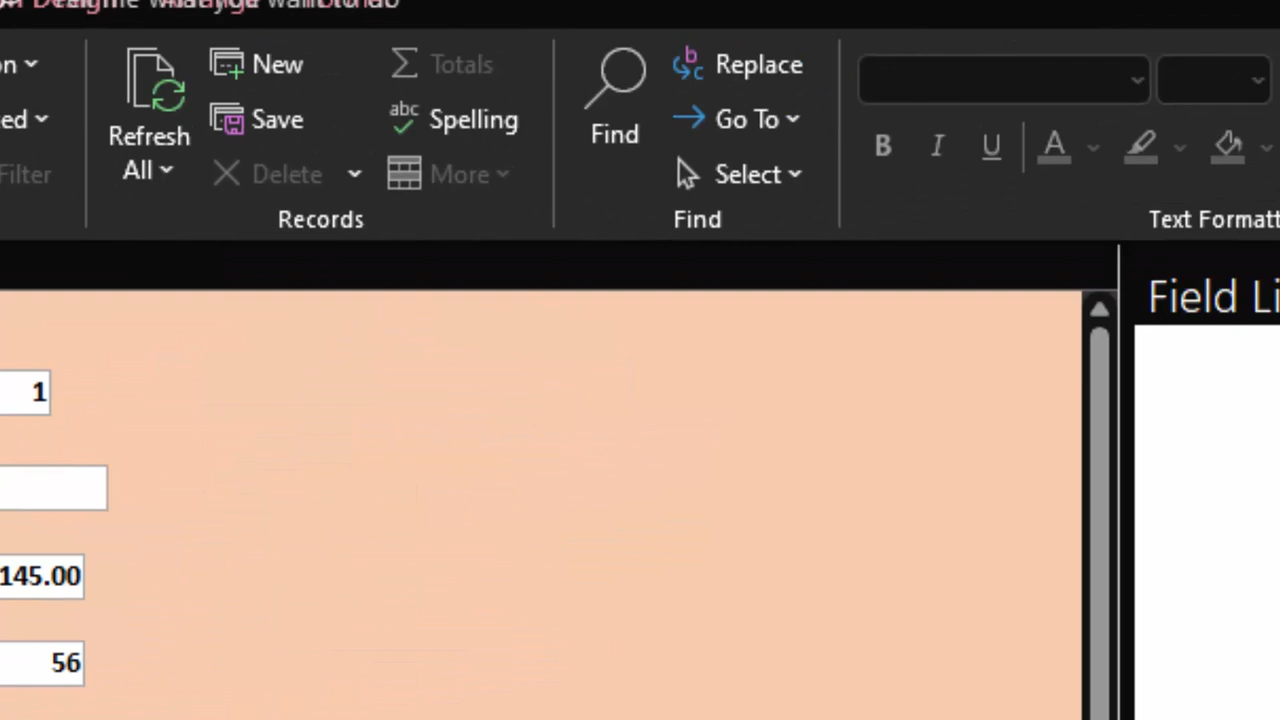 New
Totals
Replace
Save
abc
Spelling
Go To
Refresh
All
Find
Filter
Delete
More
Select
B I U A
Records
Find
Text Formatt
Field Li
1
145.00
56